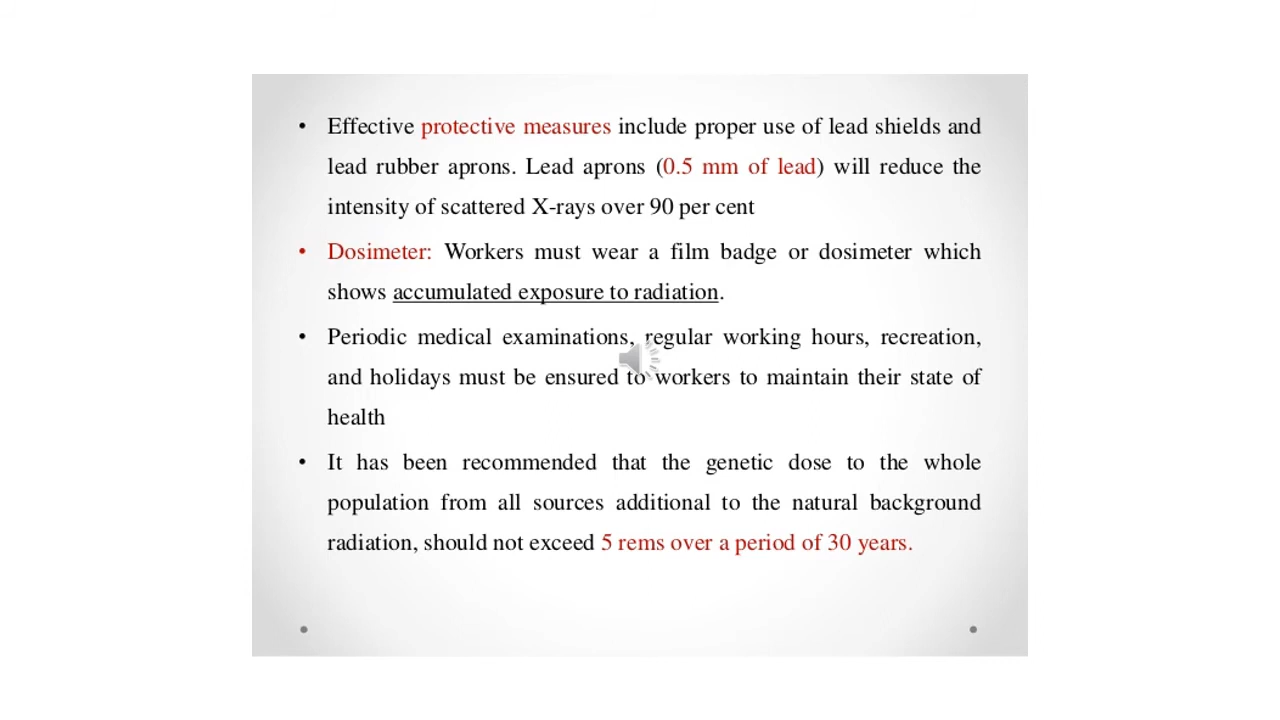 • Effective protective measures include proper use of lead shields and
lead rubber aprons. Lead aprons (0.5 mm of lead) will reduce the
intensity of scattered X-rays over 90 per cent
• Dosimeter: Workers must wear a film badge or dosimeter which
shows accumulated exposure to radiation.
• Periodic medical examinations, regular working hours, recreation,
and holidays must be ensured to workers to maintain their state of
health
• It has been recommended that the genetic dose to the whole
population from all sources additional to the natural background
radiation, should not exceed 5 rems over a period of 30 years.